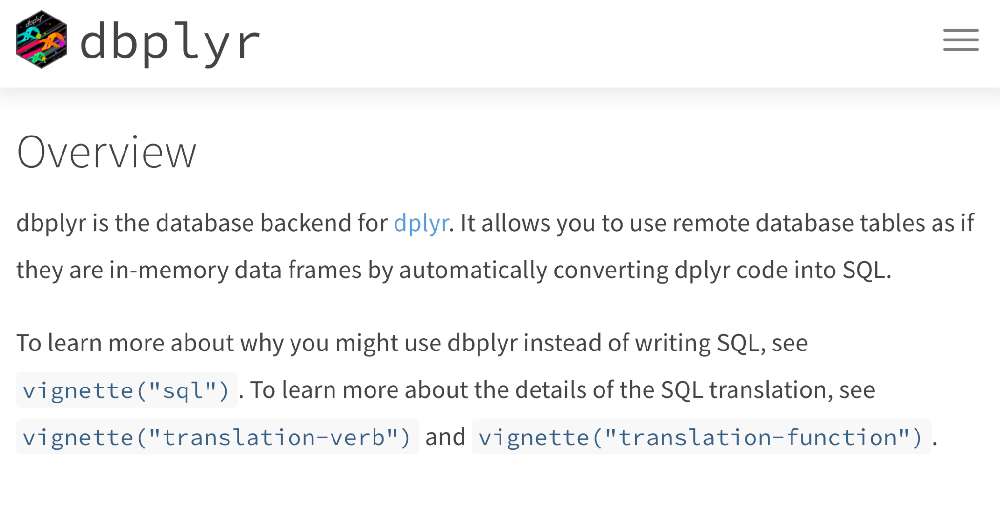 dbplyr
dbplyr
Overview
dbplyr is the database backend for dplyr. It allows you to use remote database tables as if
they are in-memory data frames by automatically converting dplyr code into SQL.
To learn more about why you might use dbplyr instead of writing SQL, see
vignette("sql"). To learn more about the details of the SQL translation, see
vignette("translation-verb") and vignette("translation-function").